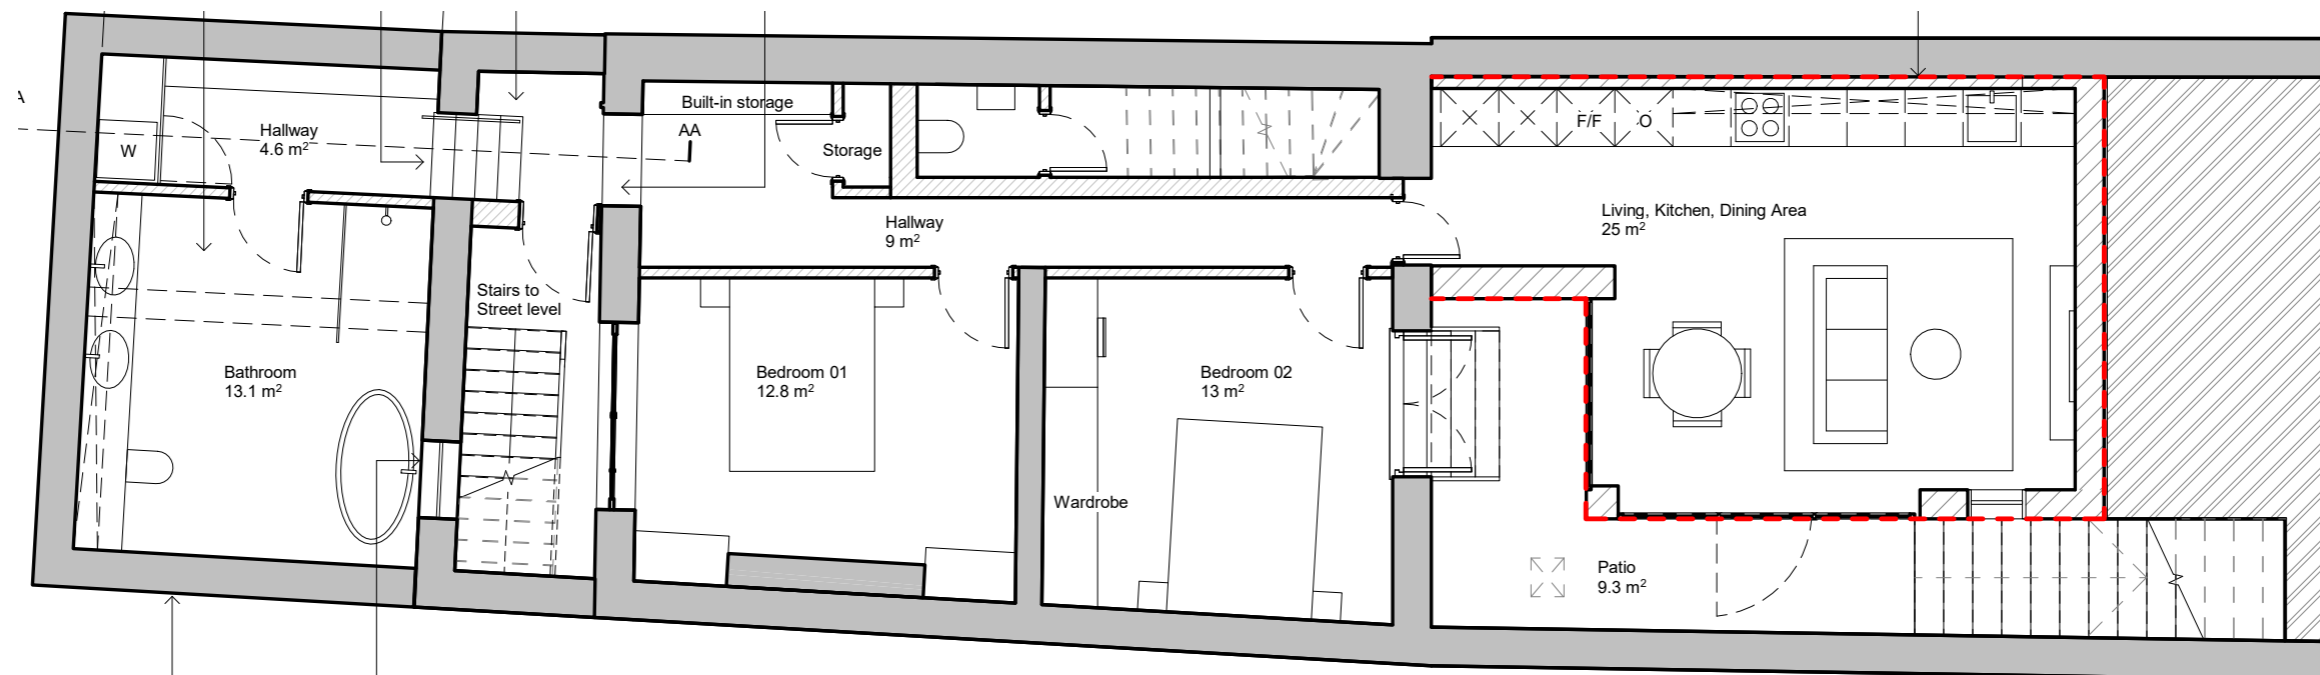 A
Hallway
4.6 m²
W
Built-in storage
AA
Storage
F/F
O
Hallway
9 m²
Living, Kitchen, Dining Area
25 m²
Stairs to
Street level
Bathroom
13.1 m²
Bedroom 01
12.8 m²
Bedroom 02
13 m²
Wardrobe
Patio
9.3 m²